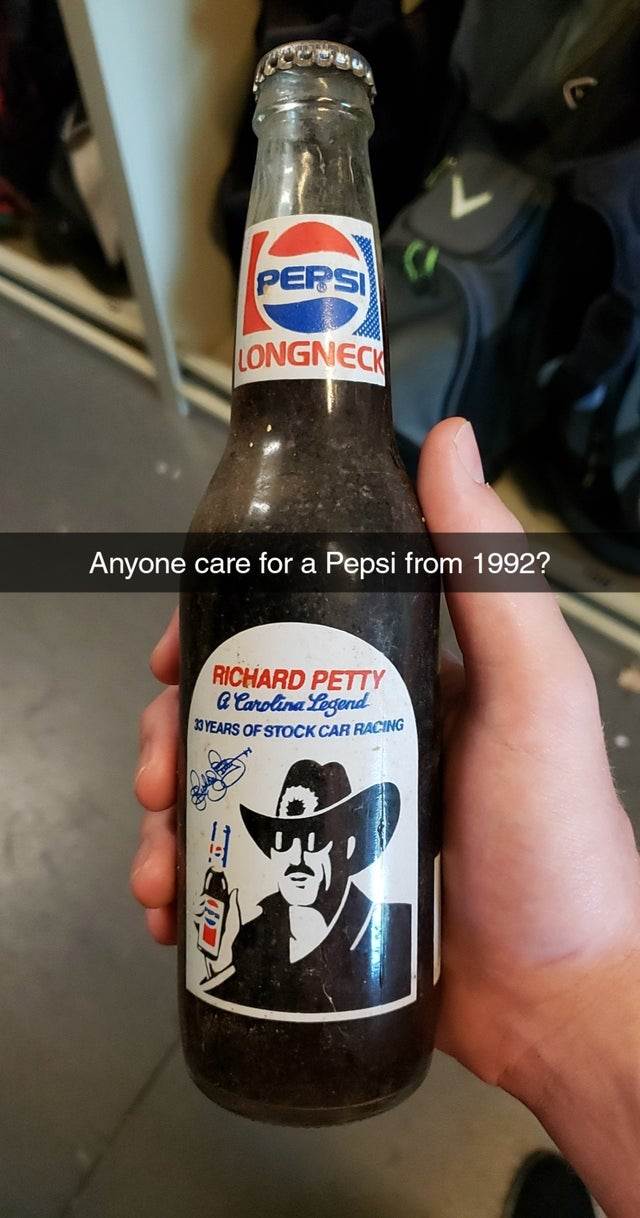 PEPSI
LONGNECK
Anyone care for a Pepsi from 1992?
RICHARD PETTY
A Carolina Legend
33 YEARS OF STOCK CAR RACING